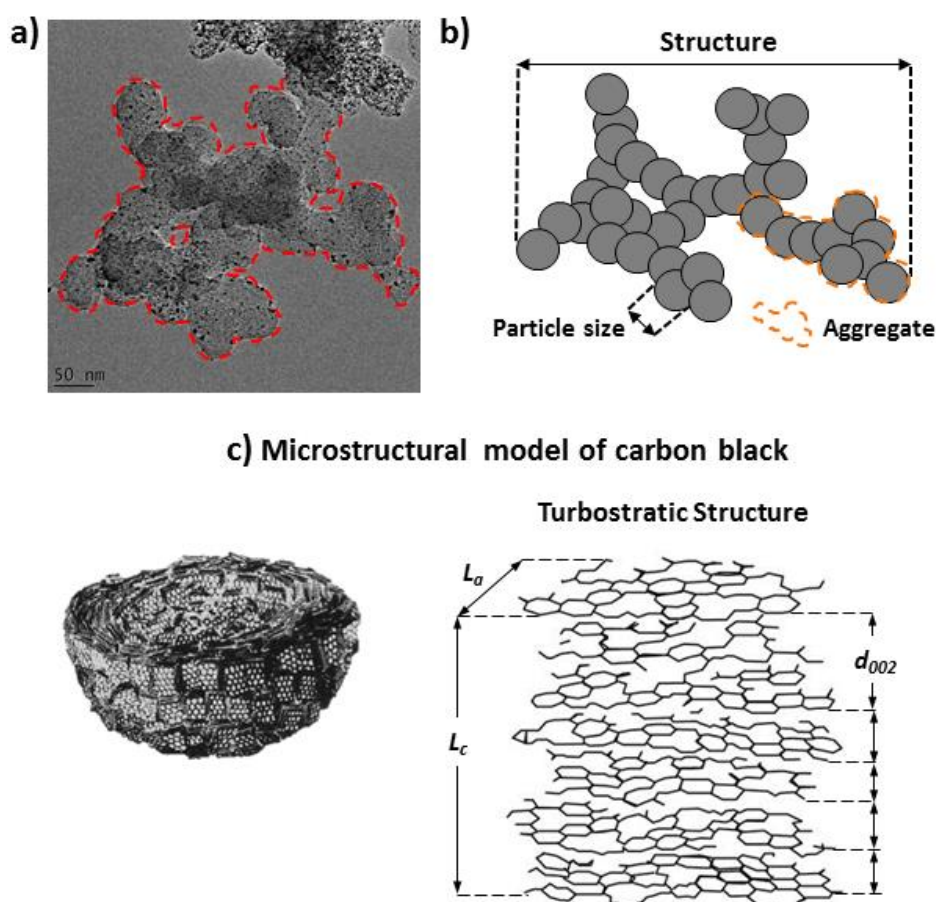 a)
b)
Structure
50 nm
Particle size
Aggregate
c) Microstructural model of carbon black
Turbostratic Structure
La
d002
Lc